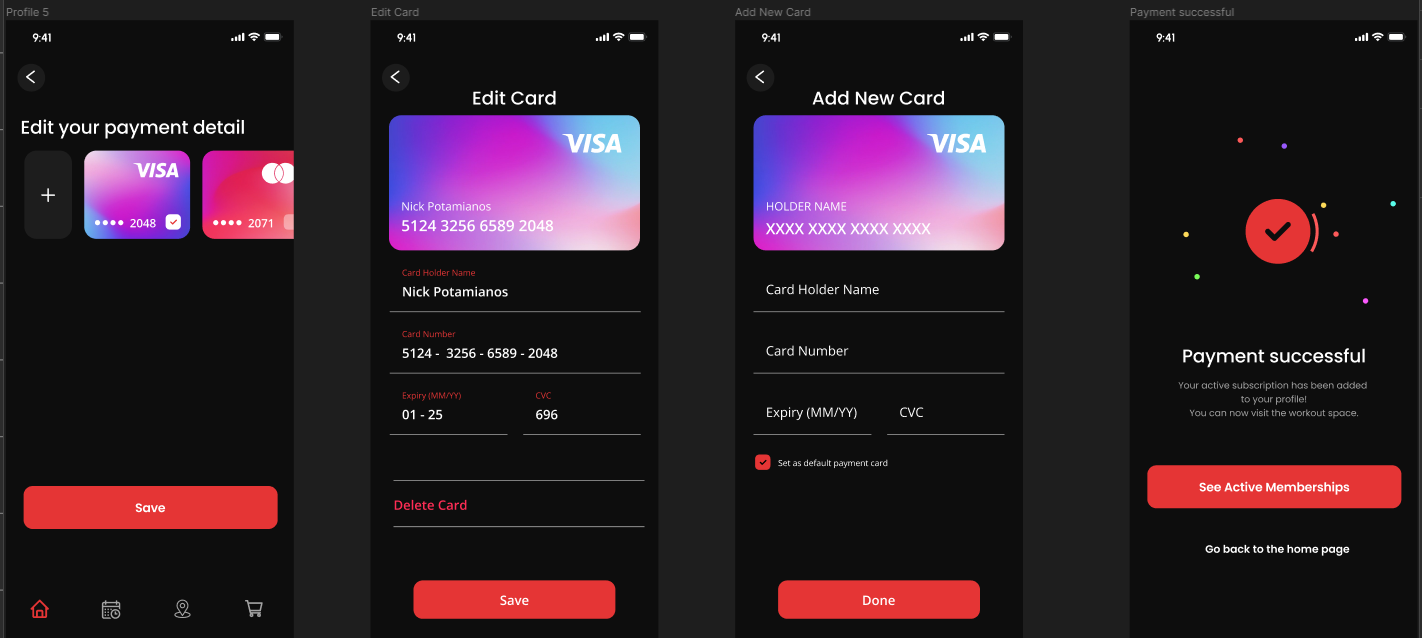 Profile 5
9:41
Edit your payment detail
+
VISA
•••• 2048
•••• 2071
Save
Edit Card
9:41
Edit Card
VISA
Nick Potamianos
5124 3256 6589 2048
Card Holder Name
Nick Potamianos
Card Number
5124 - 3256 - 6589 - 2048
Expiry (MM/YY) CVC
01 - 25 696
Delete Card
Save
Add New Card
9:41
Add New Card
VISA
HOLDER NAME
XXXX XXXX XXXX XXXX
Card Holder Name
Card Number
Expiry (MM/YY) CVC
Set as default payment card
Done
Payment successful
9:41
Payment successful
Your active subscription has been added
to your profile!
You can now visit the workout space.
See Active Memberships
Go back to the home page